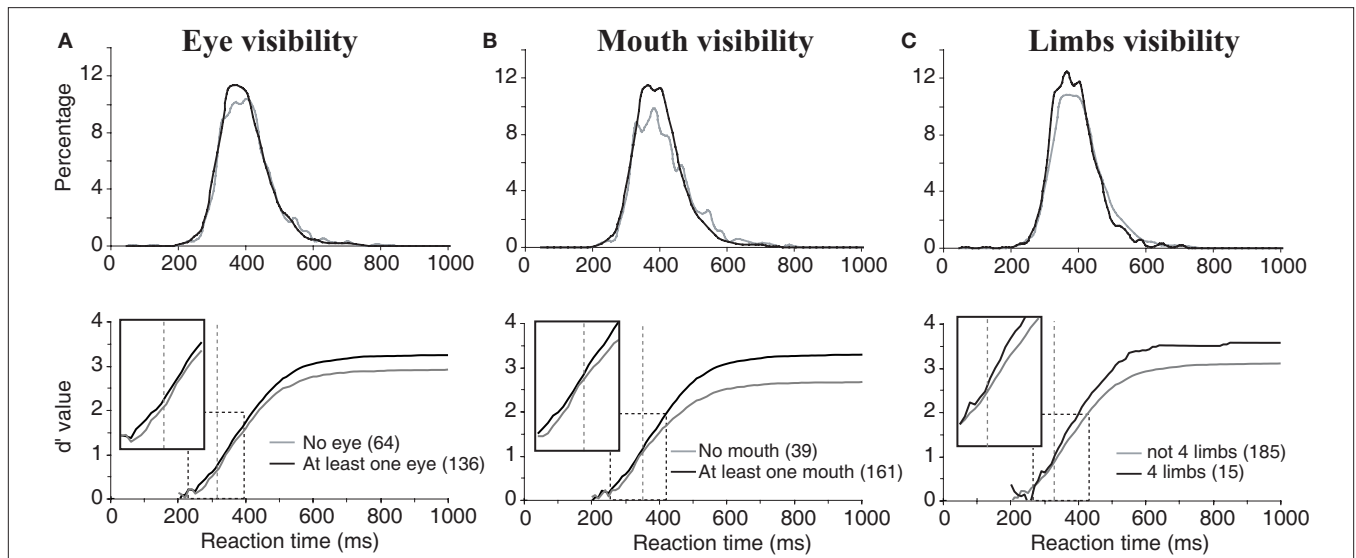 A Eye visibility
Percentage
12
8
4
0
0 200 400 600 800 1000
4
3
2
1
0
d' value
No eye (64)
At least one eye (136)
0 200 400 600 800 1000
Reaction time (ms)
B Mouth visibility
12
8
4
0
0 200 400 600 800 1000
4
3
2
1
0
No mouth (39)
At least one mouth (161)
0 200 400 600 800 1000
Reaction time (ms)
C Limbs visibility
12
8
4
0
0 200 400 600 800 1000
4
3
2
1
0
not 4 limbs (185)
4 limbs (15)
0 200 400 600 800 1000
Reaction time (ms)